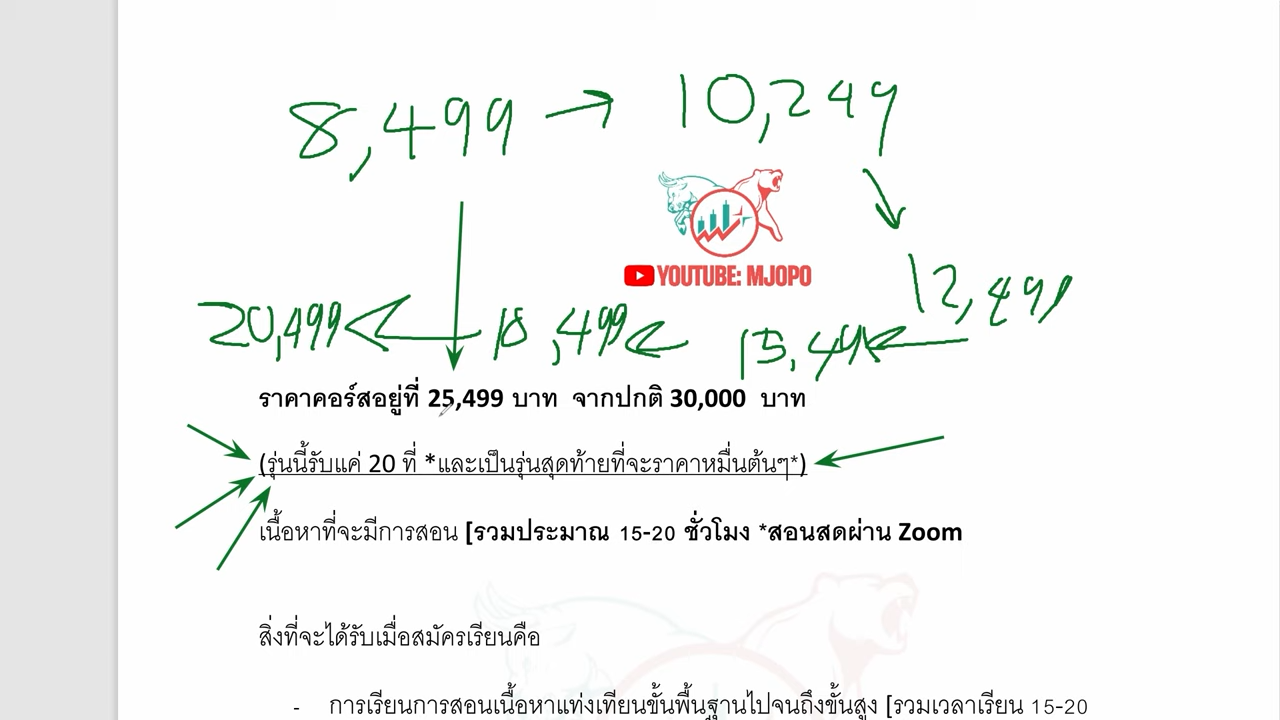 8,499 → 10,249
12,499
20,499 ← 18,499 ← 15,499 ←
YOUTUBE: MJOPO
ราคาคอร์สอยู่ที่ 25,499 บาท จากปกติ 30,000 บาท
(รุ่นนี้รับแค่ 20 ที่ *และเป็นรุ่นสุดท้ายที่จะราคาหมื่นต้นๆ*)
เนื้อหาที่จะมีการสอน [รวมประมาณ 15-20 ชั่วโมง *สอนสดผ่าน Zoom
สิ่งที่จะได้รับเมื่อสมัครเรียนคือ
- การเรียนการสอนเนื้อหาแท่งเทียนขั้นพื้นฐานไปจนถึงขั้นสูง [รวมเวลาเรียน 15-20